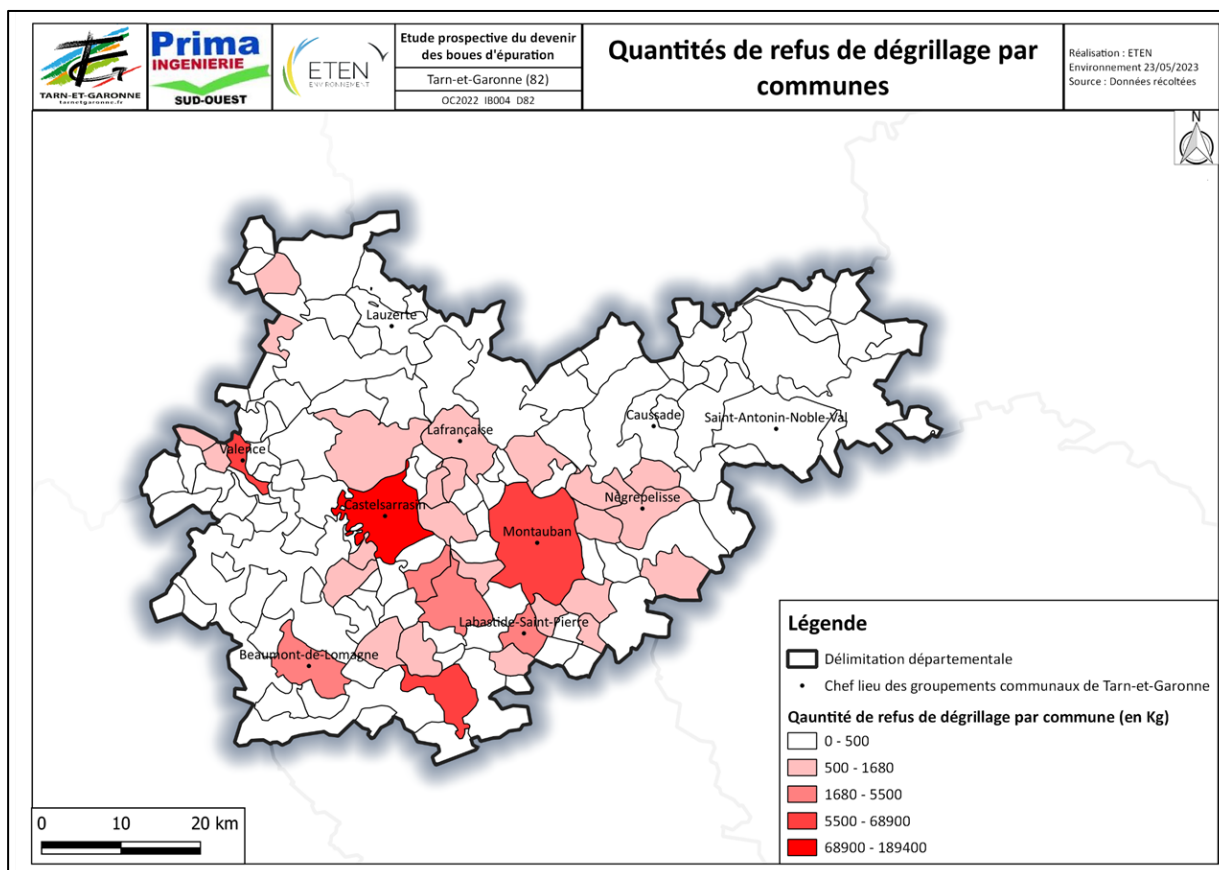 TARN-ET-GARONNE
tarnetgaronne.fr
Prima
INGENIERIE
SUD-OUEST
ETEN
ENVIRONNEMENT
Etude prospective du devenir
des boues d'épuration
Tarn-et-Garonne (82)
OC2022_IB004_D82
Quantités de refus de dégrillage par
communes
Réalisation : ETEN
Environnement 23/05/2023
Source : Données récoltées
N
Lauzerte
Caussade
Saint-Antonin-Noble-Val
Lafrançaise
Valence
Nègrepelisse
Castelsarrasin
Montauban
Labastide-Saint-Pierre
Beaumont-de-Lomagne
Légende
Délimitation départementale
Chef lieu des groupements communaux de Tarn-et-Garonne
Qauntité de refus de dégrillage par commune (en Kg)
0 - 500
500 - 1680
1680 - 5500
5500 - 68900
68900 - 189400
0 10 20 km